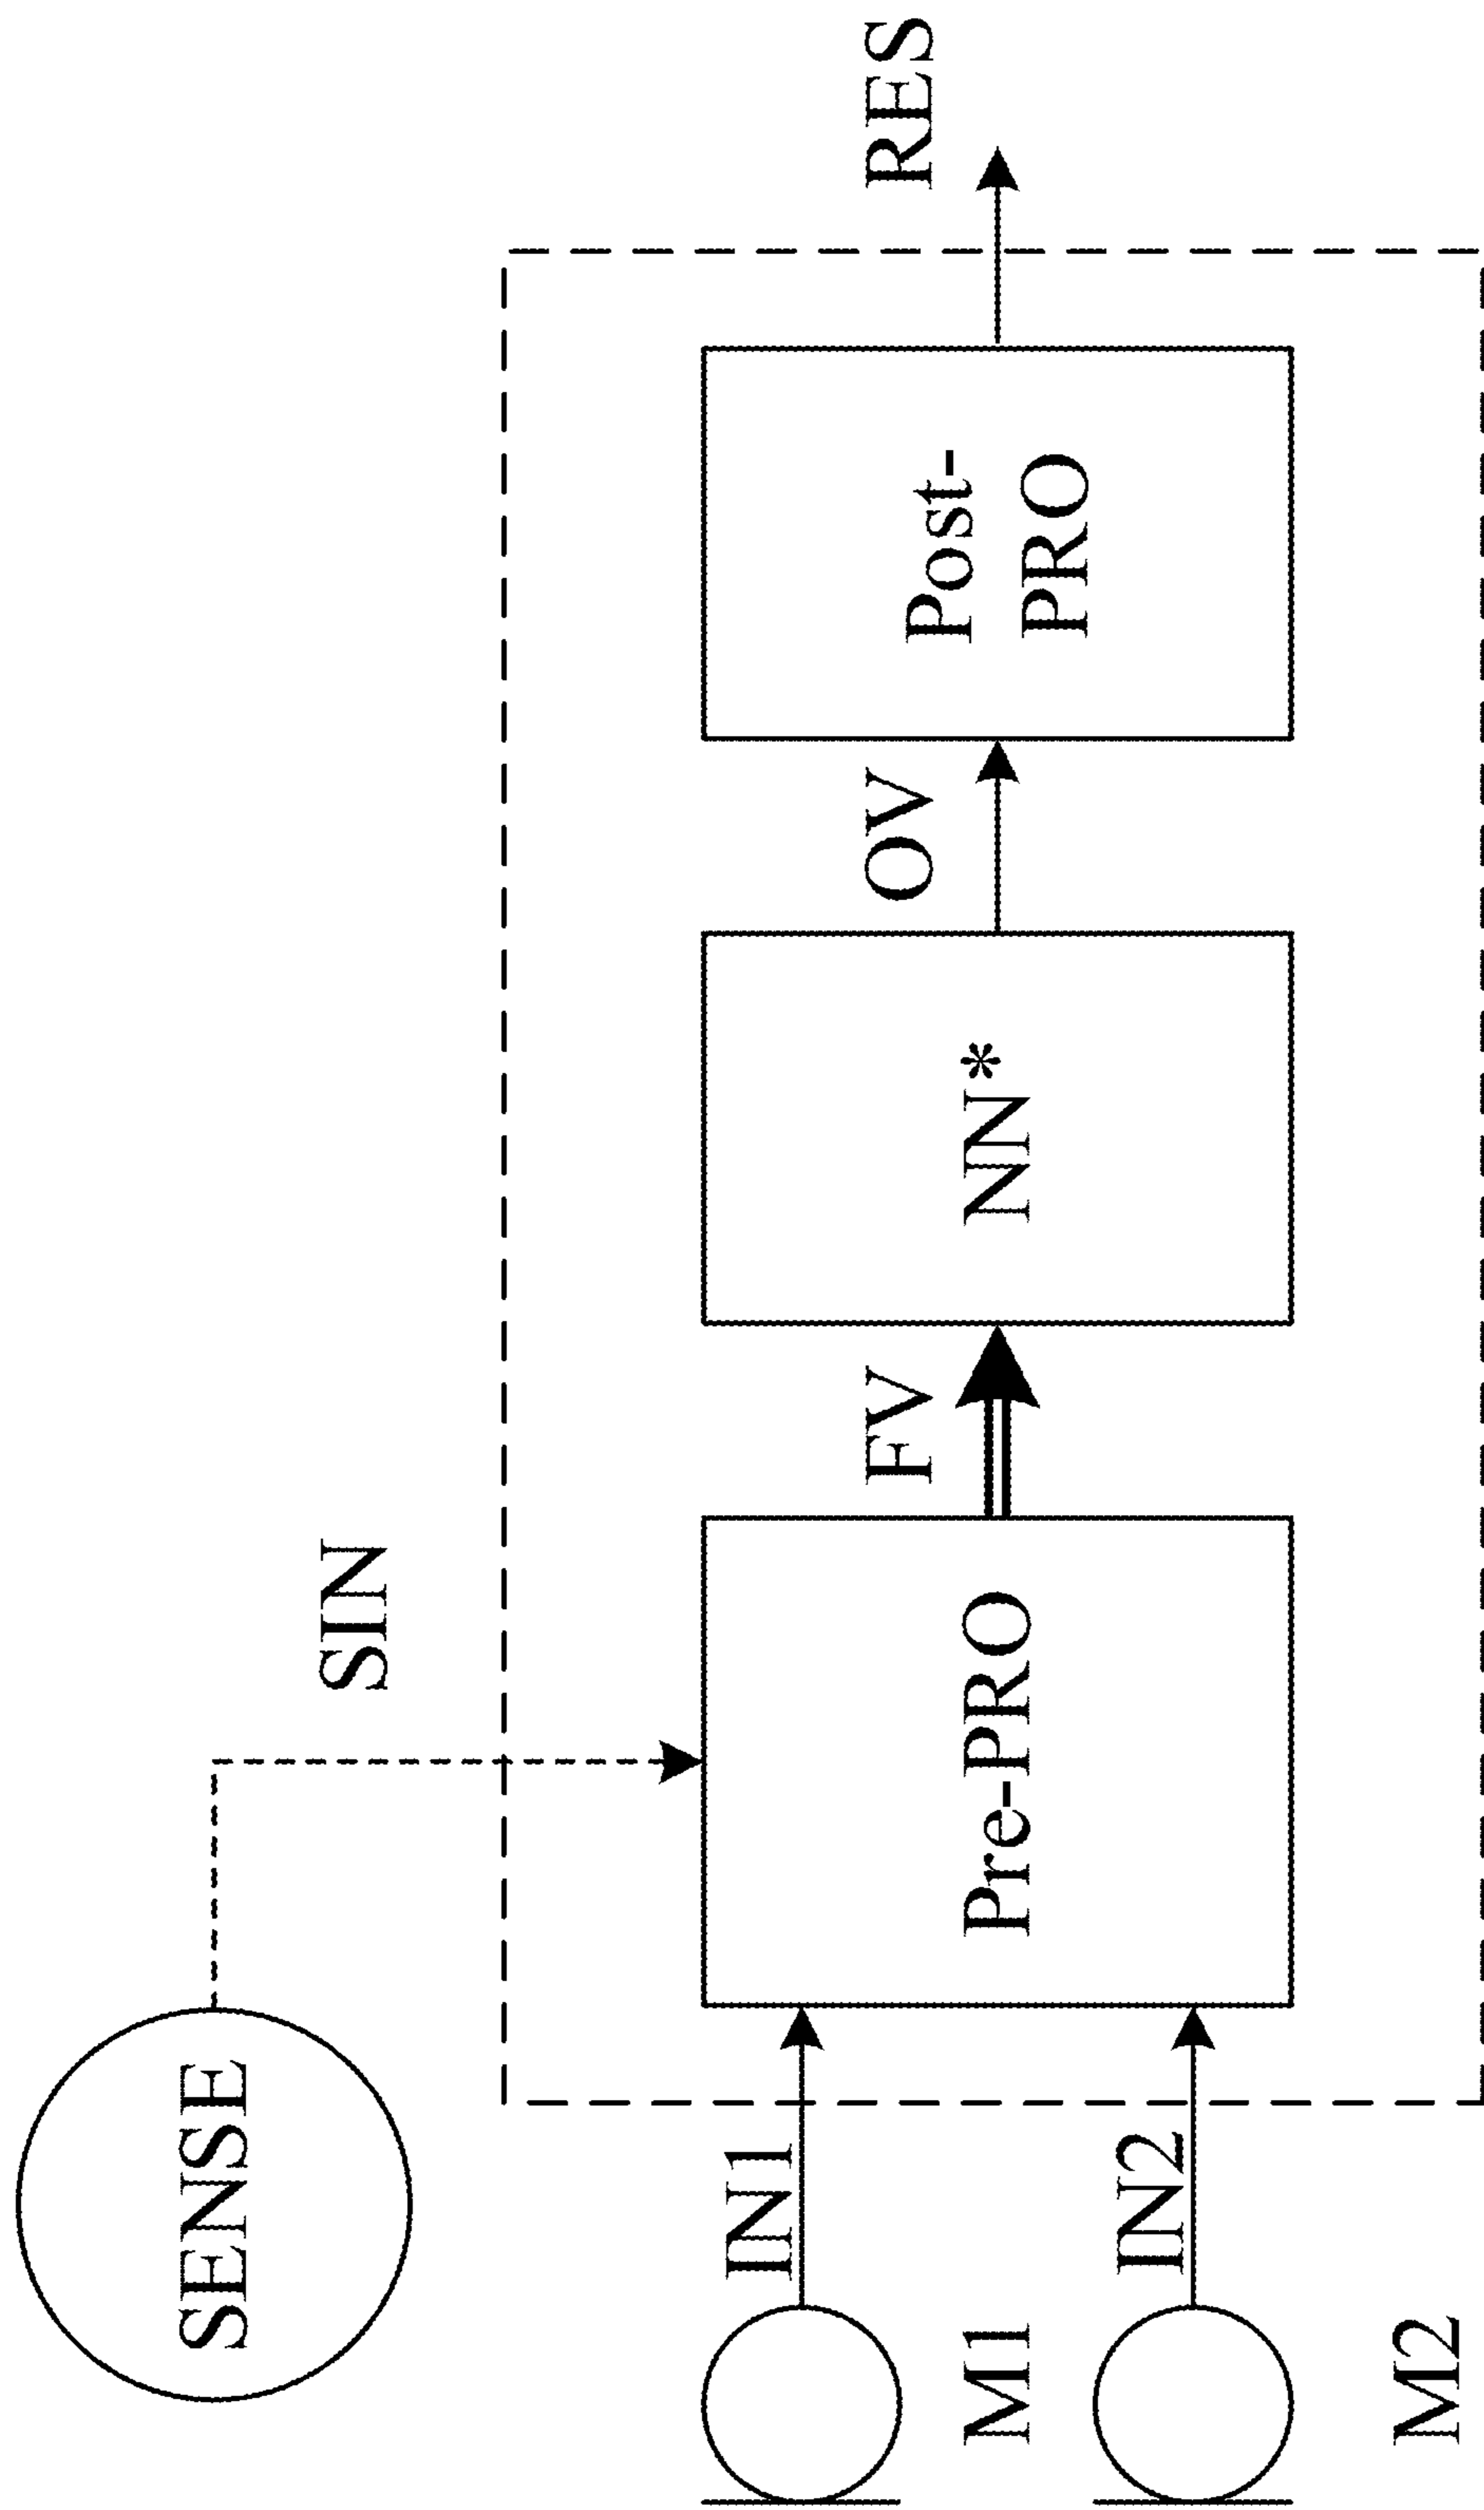 SENSE
SIN
M1
IN1
M2
IN2
Pre-PRO
FV
NN*
OV
Post-
PRO
RES